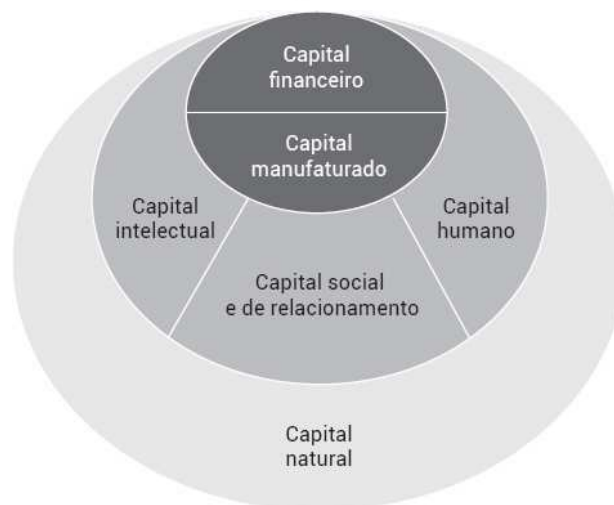 Capital
financeiro
Capital
manufaturado
Capital
intelectual
Capital
humano
Capital social
e de relacionamento
Capital
natural